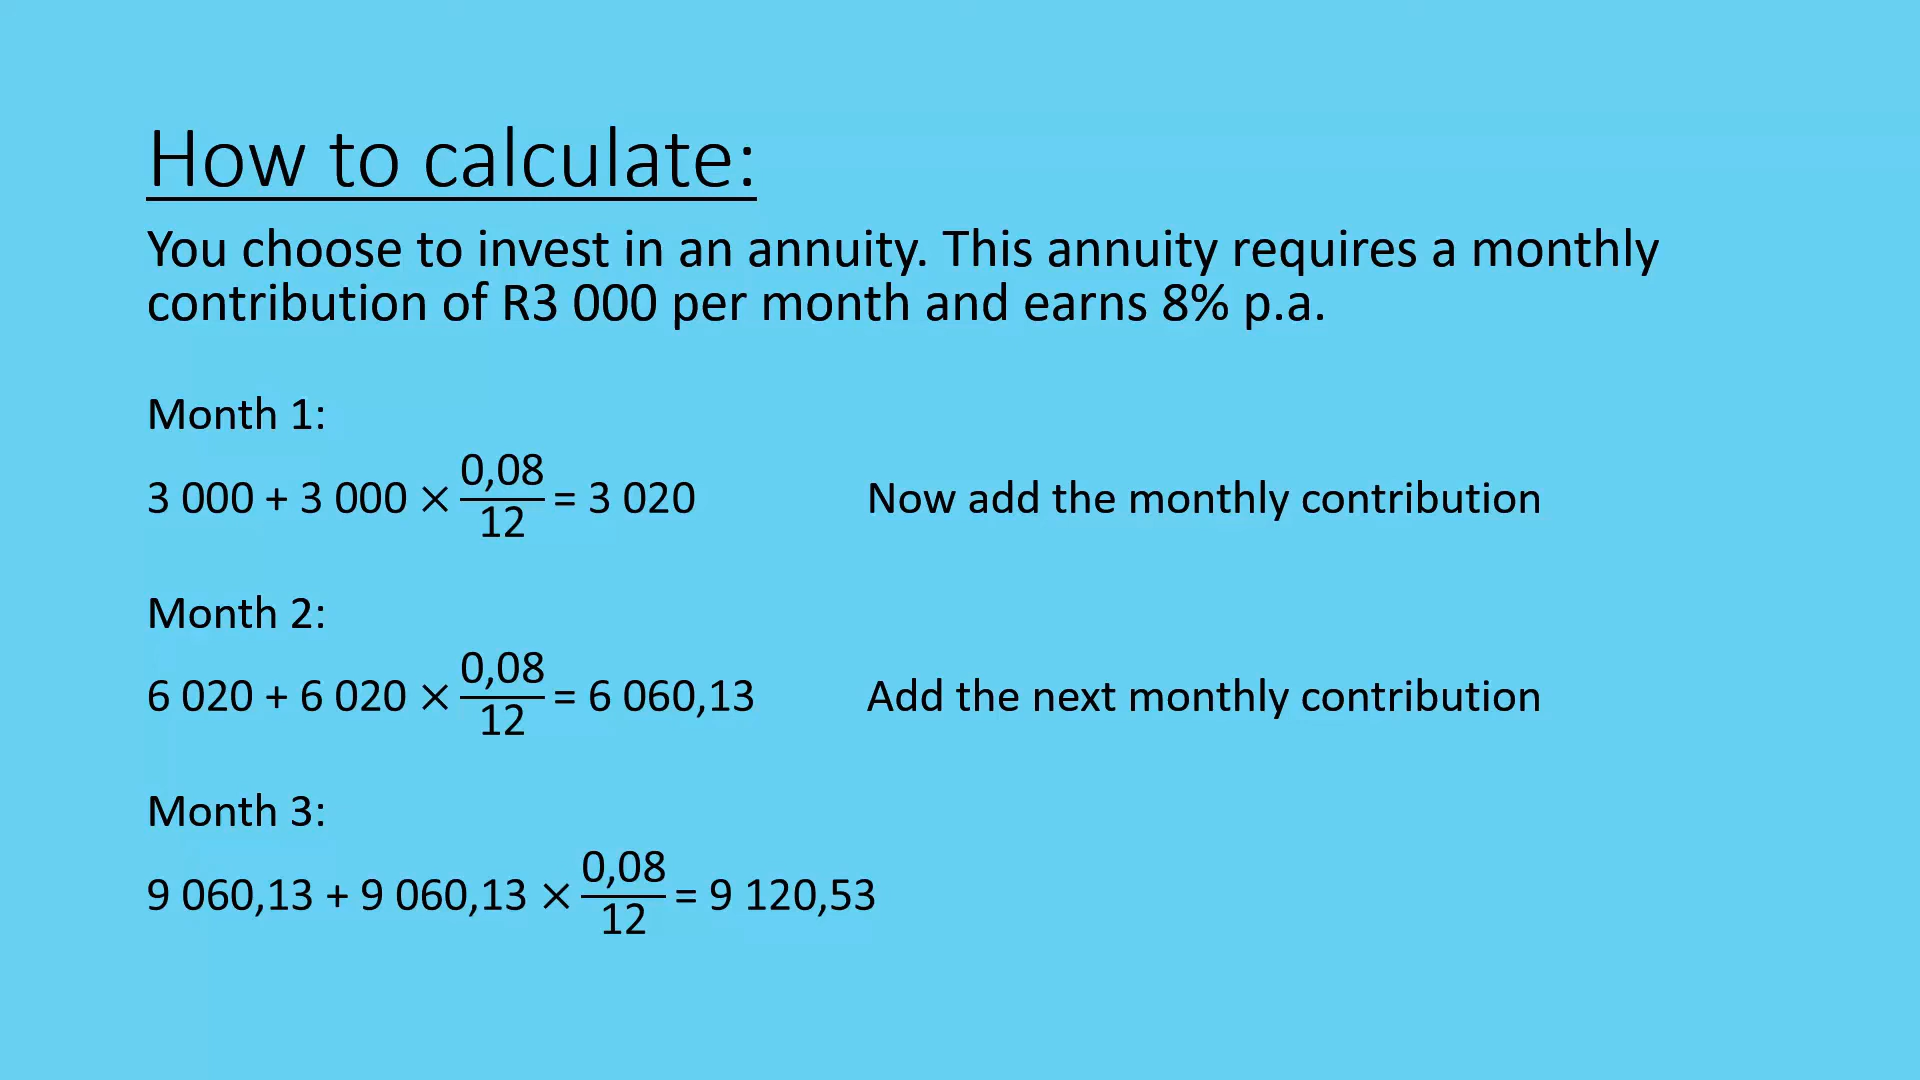 How to calculate:
You choose to invest in an annuity. This annuity requires a monthly
contribution of R3 000 per month and earns 8% p.a.
Month 1:
3 000 + 3 000 × 0,08/12 = 3 020 Now add the monthly contribution
Month 2:
6 020 + 6 020 × 0,08/12 = 6 060,13 Add the next monthly contribution
Month 3:
9 060,13 + 9 060,13 × 0,08/12 = 9 120,53